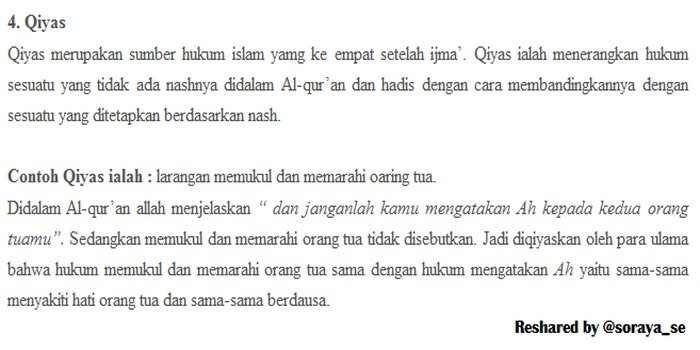 4. Qiyas
Qiyas merupakan sumber hukum islam yamg ke empat setelah ijma’. Qiyas ialah menerangkan hukum
sesuatu yang tidak ada nashnya didalam Al-qur’an dan hadis dengan cara membandingkannya dengan
sesuatu yang ditetapkan berdasarkan nash.
Contoh Qiyas ialah : larangan memukul dan memarahi oaring tua.
Didalam Al-qur’an allah menjelaskan “ dan janganlah kamu mengatakan Ah kepada kedua orang
tuamu”. Sedangkan memukul dan memarahi orang tua tidak disebutkan. Jadi diqiyaskan oleh para ulama
bahwa hukum memukul dan memarahi orang tua sama dengan hukum mengatakan Ah yaitu sama-sama
menyakiti hati orang tua dan sama-sama berdausa.
Reshared by @soraya_se